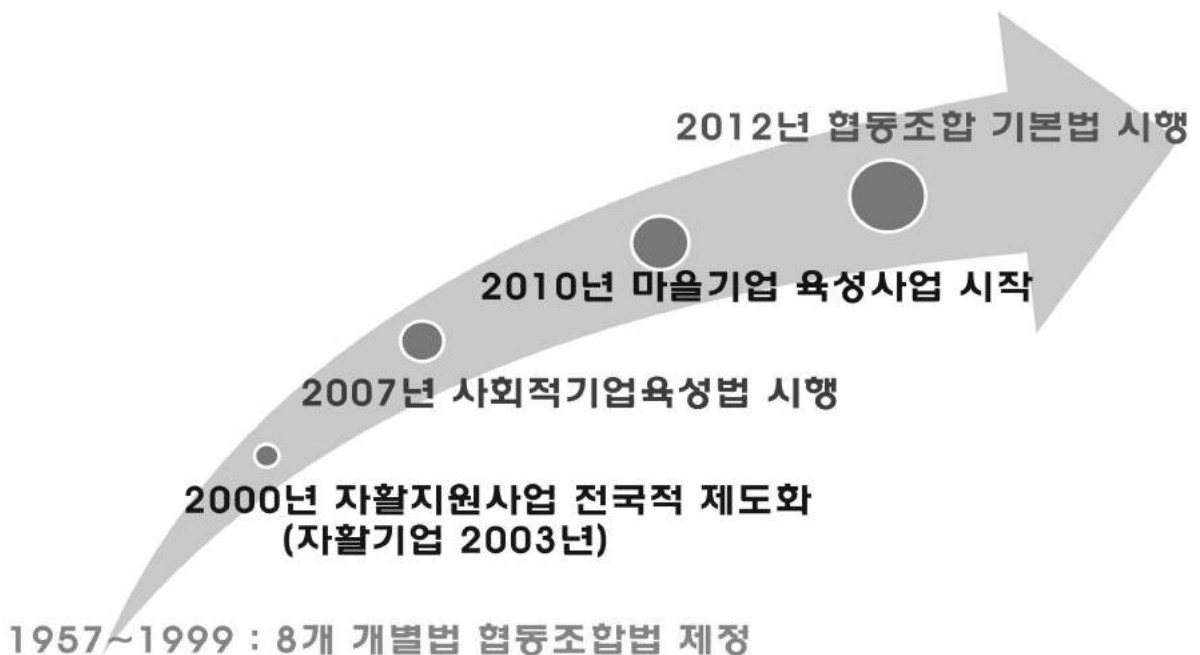 2012년 협동조합 기본법 시행
2010년 마을기업 육성사업 시작
2007년 사회적기업육성법 시행
2000년 자활지원사업 전국적 제도화
(자활기업 2003년)
1957~1999 : 8개 개별법 협동조합법 제정